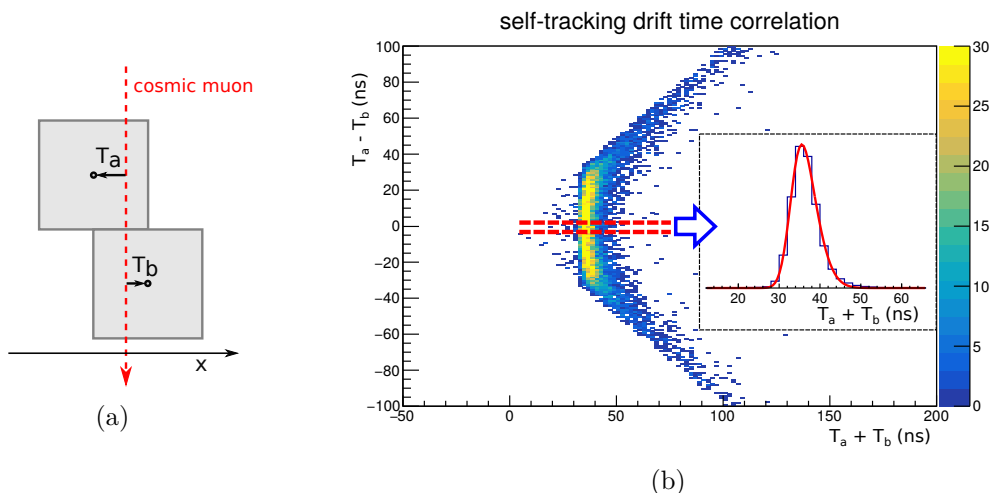 self-tracking drift time correlation
cosmic muon
T_a
T_b
x
(a)
T_a - T_b (ns)
100
80
60
40
20
0
−20
−40
−60
−80
−100
−50 0 50 100 150 200
T_a + T_b (ns)
20 30 40 50 60
T_a + T_b (ns)
30
25
20
15
10
5
0
(b)